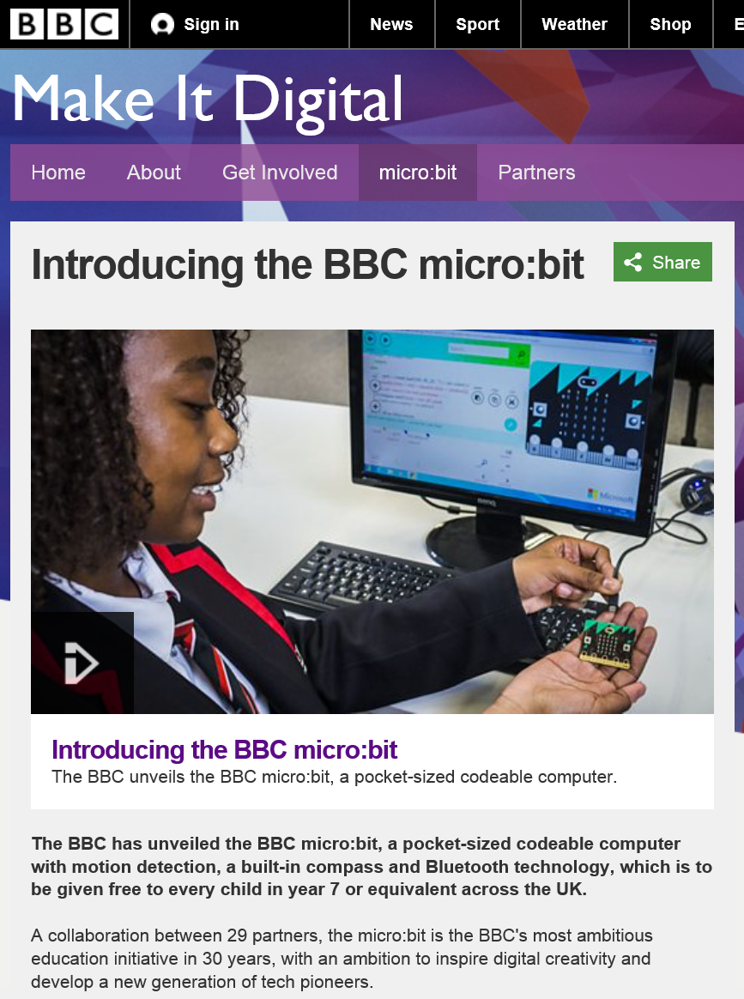 BBC Sign in News Sport Weather Shop E
Make It Digital
Home About Get Involved micro:bit Partners
Introducing the BBC micro:bit
Share
Microsoft
BenQ
Introducing the BBC micro:bit
The BBC unveils the BBC micro:bit, a pocket-sized codeable computer.
The BBC has unveiled the BBC micro:bit, a pocket-sized codeable computer
with motion detection, a built-in compass and Bluetooth technology, which is to
be given free to every child in year 7 or equivalent across the UK.
A collaboration between 29 partners, the micro:bit is the BBC's most ambitious
education initiative in 30 years, with an ambition to inspire digital creativity and
develop a new generation of tech pioneers.